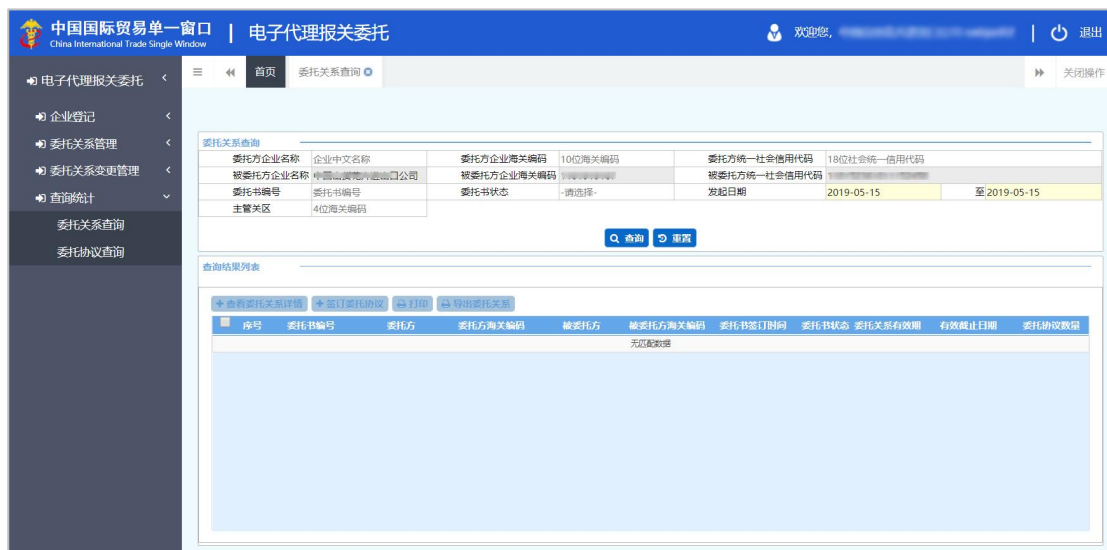 中国国际贸易单一窗口 | 电子代理报关委托 欢迎您, | 退出
China International Trade Single Window
电子代理报关委托
首页 委托关系查询 关闭操作
企业登记
委托关系管理
委托关系变更管理
查询统计
委托关系查询
委托协议查询
委托关系查询
委托方企业名称 企业中文名称 委托方企业海关编码 10位海关编码 委托方统一社会信用代码 18位社会统一信用代码
被委托方企业名称 被委托方企业海关编码 被委托方统一社会信用代码
委托书编号 委托书编号 委托书状态 -请选择- 发起日期 2019-05-15 至 2019-05-15
主管关区 4位海关编码
查询 重置
查询结果列表
查看委托关系详情 签订委托协议 打印 导出委托关系
序号 委托书编号 委托方 委托方海关编码 被委托方 被委托方海关编码 委托书签订时间 委托书状态 委托关系有效期 有效截止日期 委托协议数量
无匹配数据